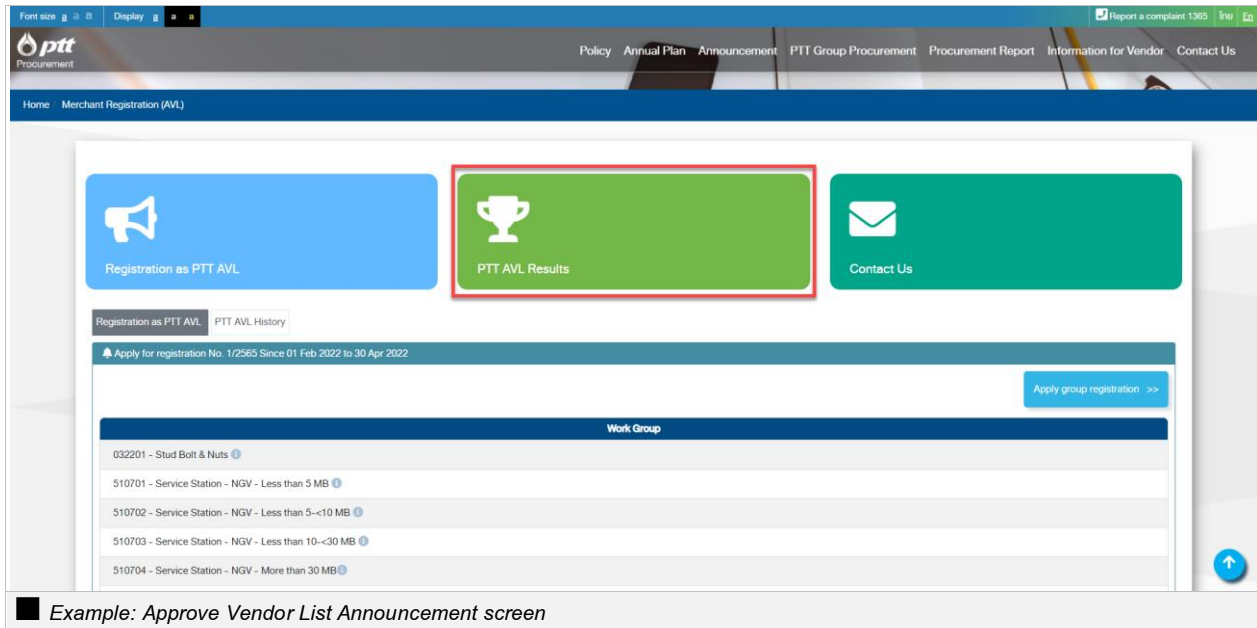 Font size a a a Display a a a Report a complaint 1365 ไทย En
ptt
Procurement
Policy Annual Plan Announcement PTT Group Procurement Procurement Report Information for Vendor Contact Us
Home / Merchant Registration (AVL)
Registration as PTT AVL
PTT AVL Results
Contact Us
Registration as PTT AVL PTT AVL History
Apply for registration No. 1/2565 Since 01 Feb 2022 to 30 Apr 2022
Apply group registration >>
Work Group
032201 - Stud Bolt & Nuts
510701 - Service Station - NGV - Less than 5 MB
510702 - Service Station - NGV - Less than 5-<10 MB
510703 - Service Station - NGV - Less than 10-<30 MB
510704 - Service Station - NGV - More than 30 MB
Example: Approve Vendor List Announcement screen